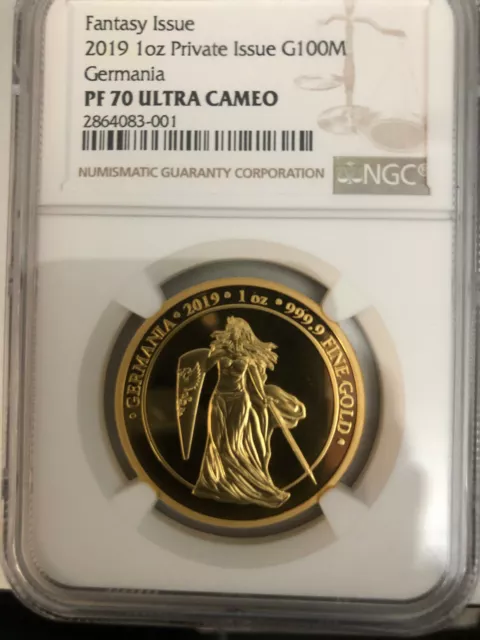 Fantasy Issue
2019 1oz Private Issue G100M
Germania
PF 70 ULTRA CAMEO
2864083-001
NUMISMATIC GUARANTY CORPORATION
NGC®
· GERMANIA · 2019 · 1 oz · 999.9 FINE GOLD ·